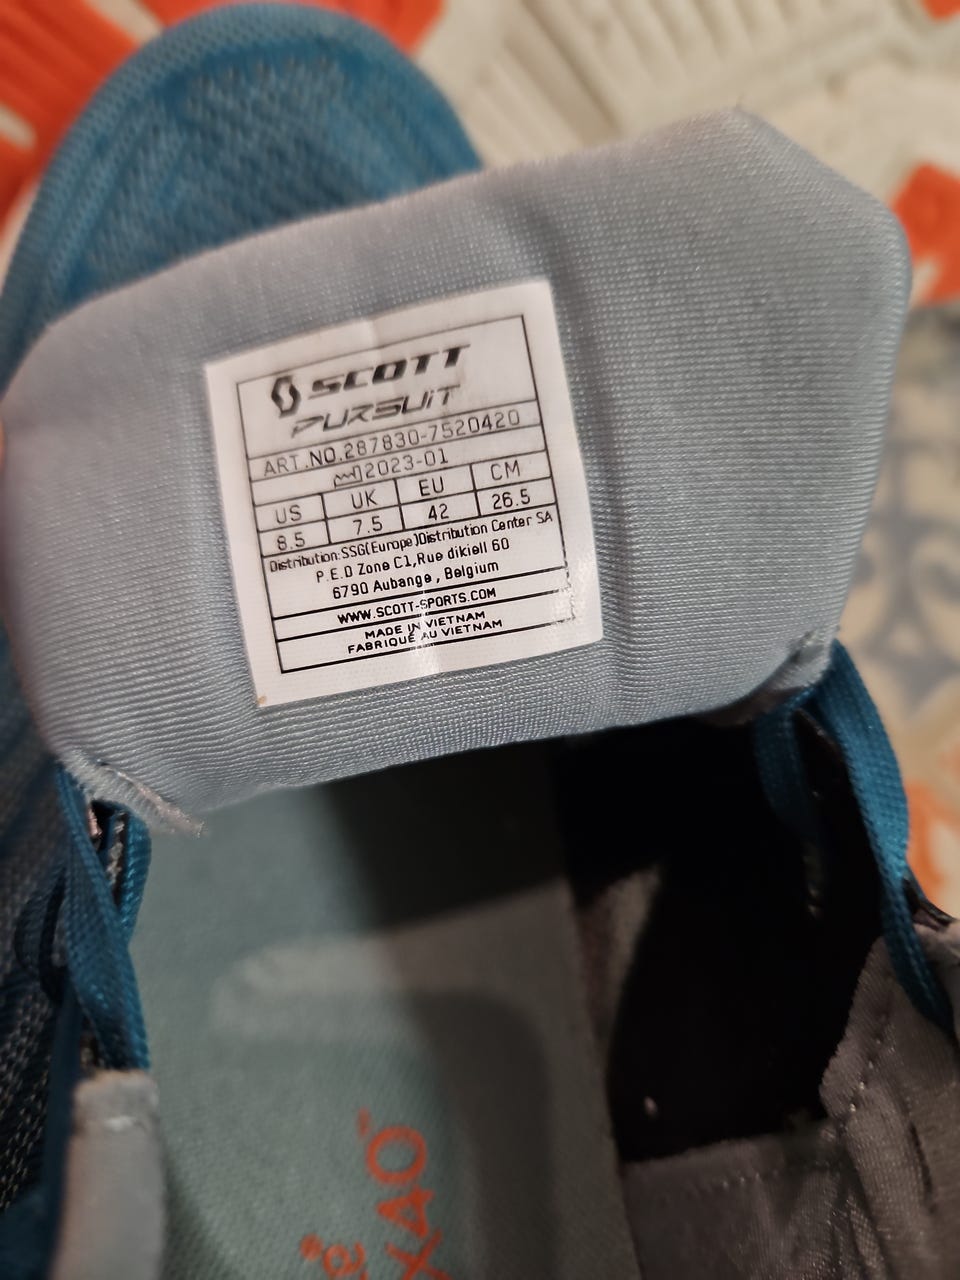 SCOTT
PURSUIT
ART.NO.287830-7520420
2023-01
US UK EU CM
8.5 7.5 42 26.5
Distribution:SSG(Europe)Distribution Center SA
P.E.D Zone C1,Rue dikiell 60
6790 Aubange , Belgium
WWW.SCOTT-SPORTS.COM
MADE IN VIETNAM
FABRIQUÉ AU VIETNAM